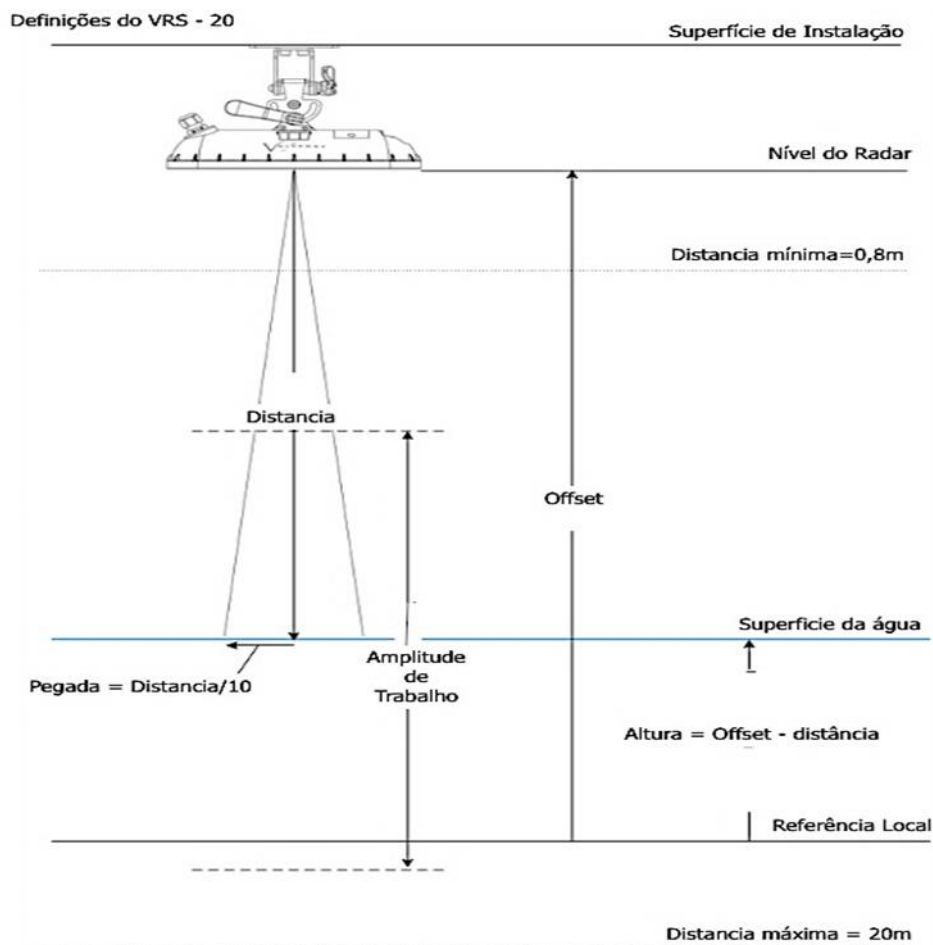 Definições do VRS - 20
Superfície de Instalação
Nível do Radar
Distancia mínima=0,8m
Distancia
Offset
Superficie da água
Pegada = Distancia/10
Amplitude
de
Trabalho
Altura = Offset - distância
Referência Local
Distancia máxima = 20m